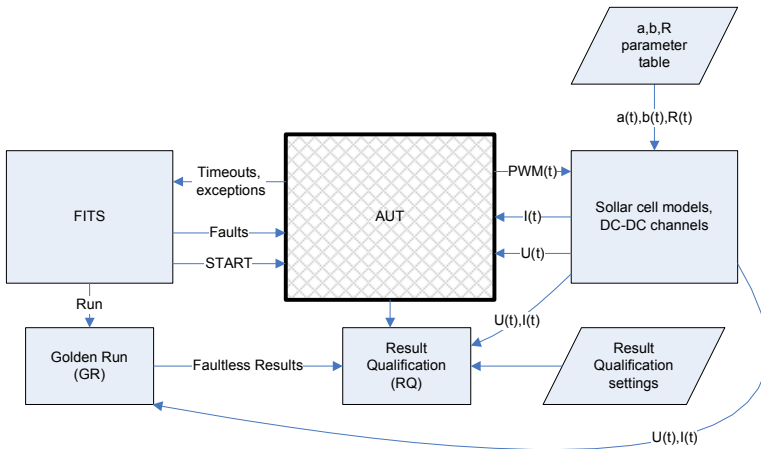 a,b,R
parameter
table
a(t),b(t),R(t)
FITS
Timeouts,
exceptions
Faults
START
AUT
PWM(t)
I(t)
U(t)
Sollar cell models,
DC-DC channels
Run
U(t),I(t)
Golden Run
(GR)
Faultless Results
Result
Qualification
(RQ)
Result
Qualification
settings
U(t),I(t)